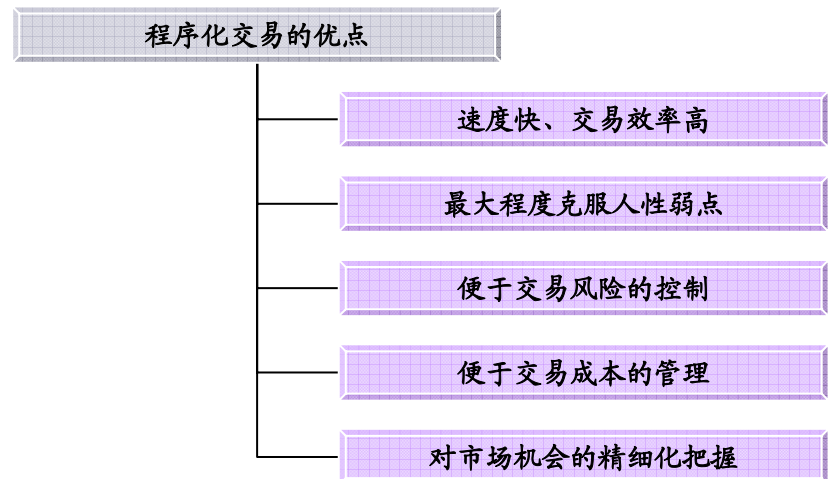 程序化交易的优点
速度快、交易效率高
最大程度克服人性弱点
便于交易风险的控制
便于交易成本的管理
对市场机会的精细化把握